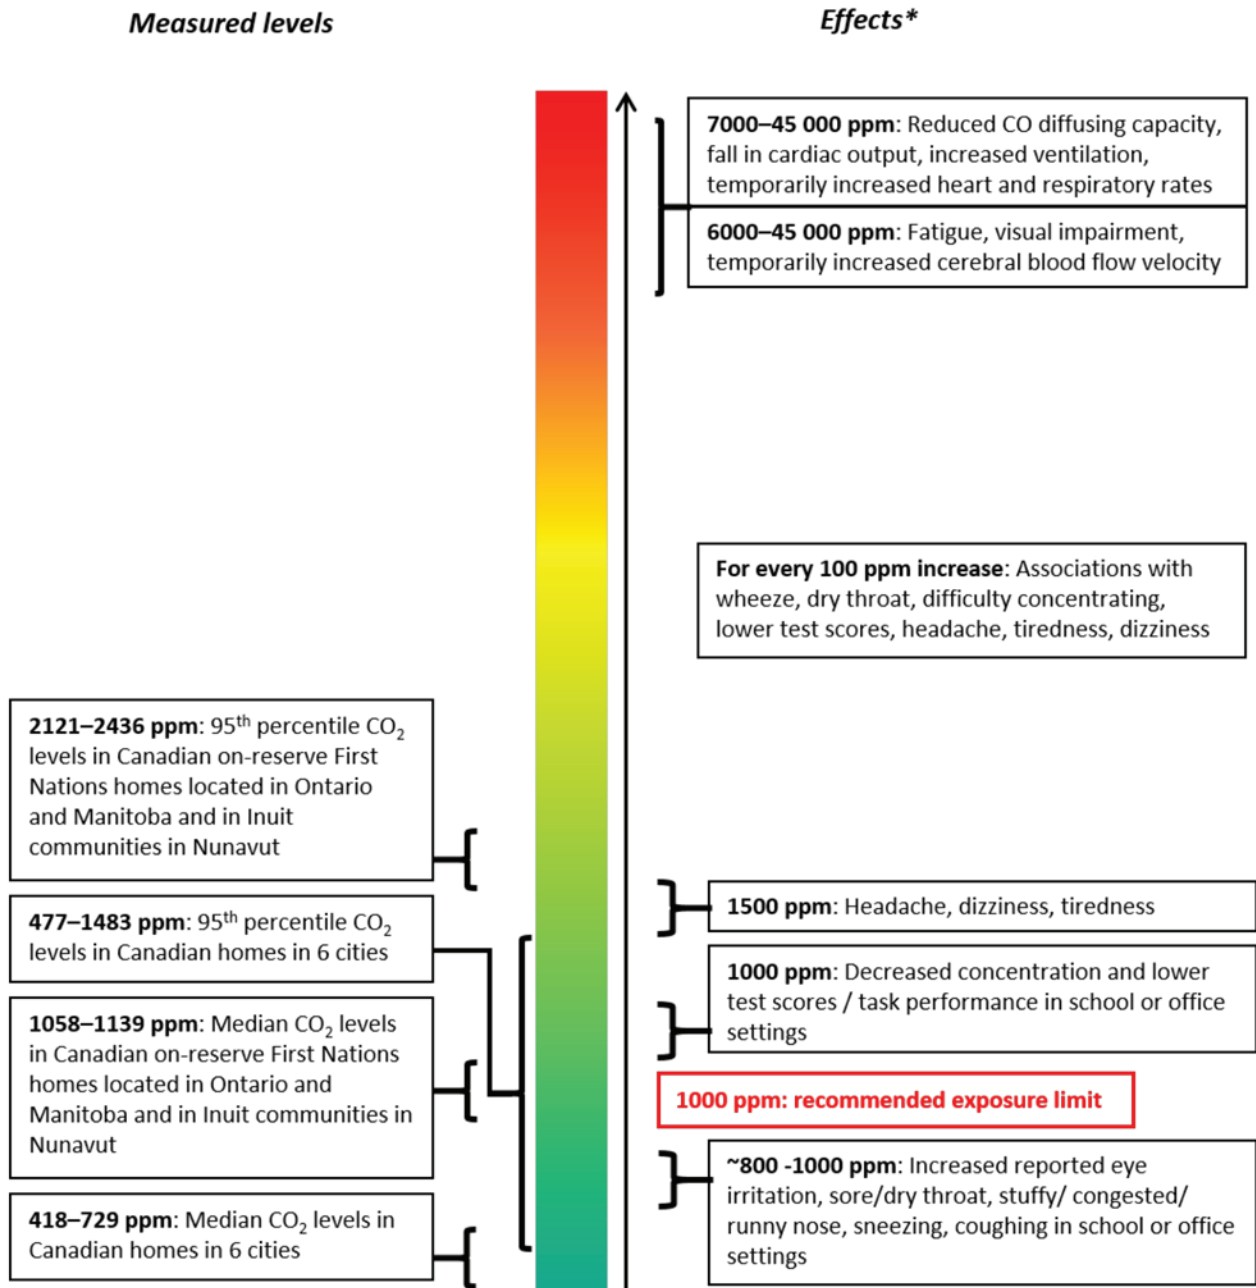 Measured levels
Effects*
7000–45 000 ppm: Reduced CO diffusing capacity,
fall in cardiac output, increased ventilation,
temporarily increased heart and respiratory rates
6000–45 000 ppm: Fatigue, visual impairment,
temporarily increased cerebral blood flow velocity
For every 100 ppm increase: Associations with
wheeze, dry throat, difficulty concentrating,
lower test scores, headache, tiredness, dizziness
2121–2436 ppm: 95th percentile CO2
levels in Canadian on-reserve First
Nations homes located in Ontario
and Manitoba and in Inuit
communities in Nunavut
477–1483 ppm: 95th percentile CO2
levels in Canadian homes in 6 cities
1058–1139 ppm: Median CO2 levels
in Canadian on-reserve First Nations
homes located in Ontario and
Manitoba and in Inuit communities in
Nunavut
418–729 ppm: Median CO2 levels in
Canadian homes in 6 cities
1500 ppm: Headache, dizziness, tiredness
1000 ppm: Decreased concentration and lower
test scores / task performance in school or office
settings
1000 ppm: recommended exposure limit
~800 -1000 ppm: Increased reported eye
irritation, sore/dry throat, stuffy/ congested/
runny nose, sneezing, coughing in school or office
settings